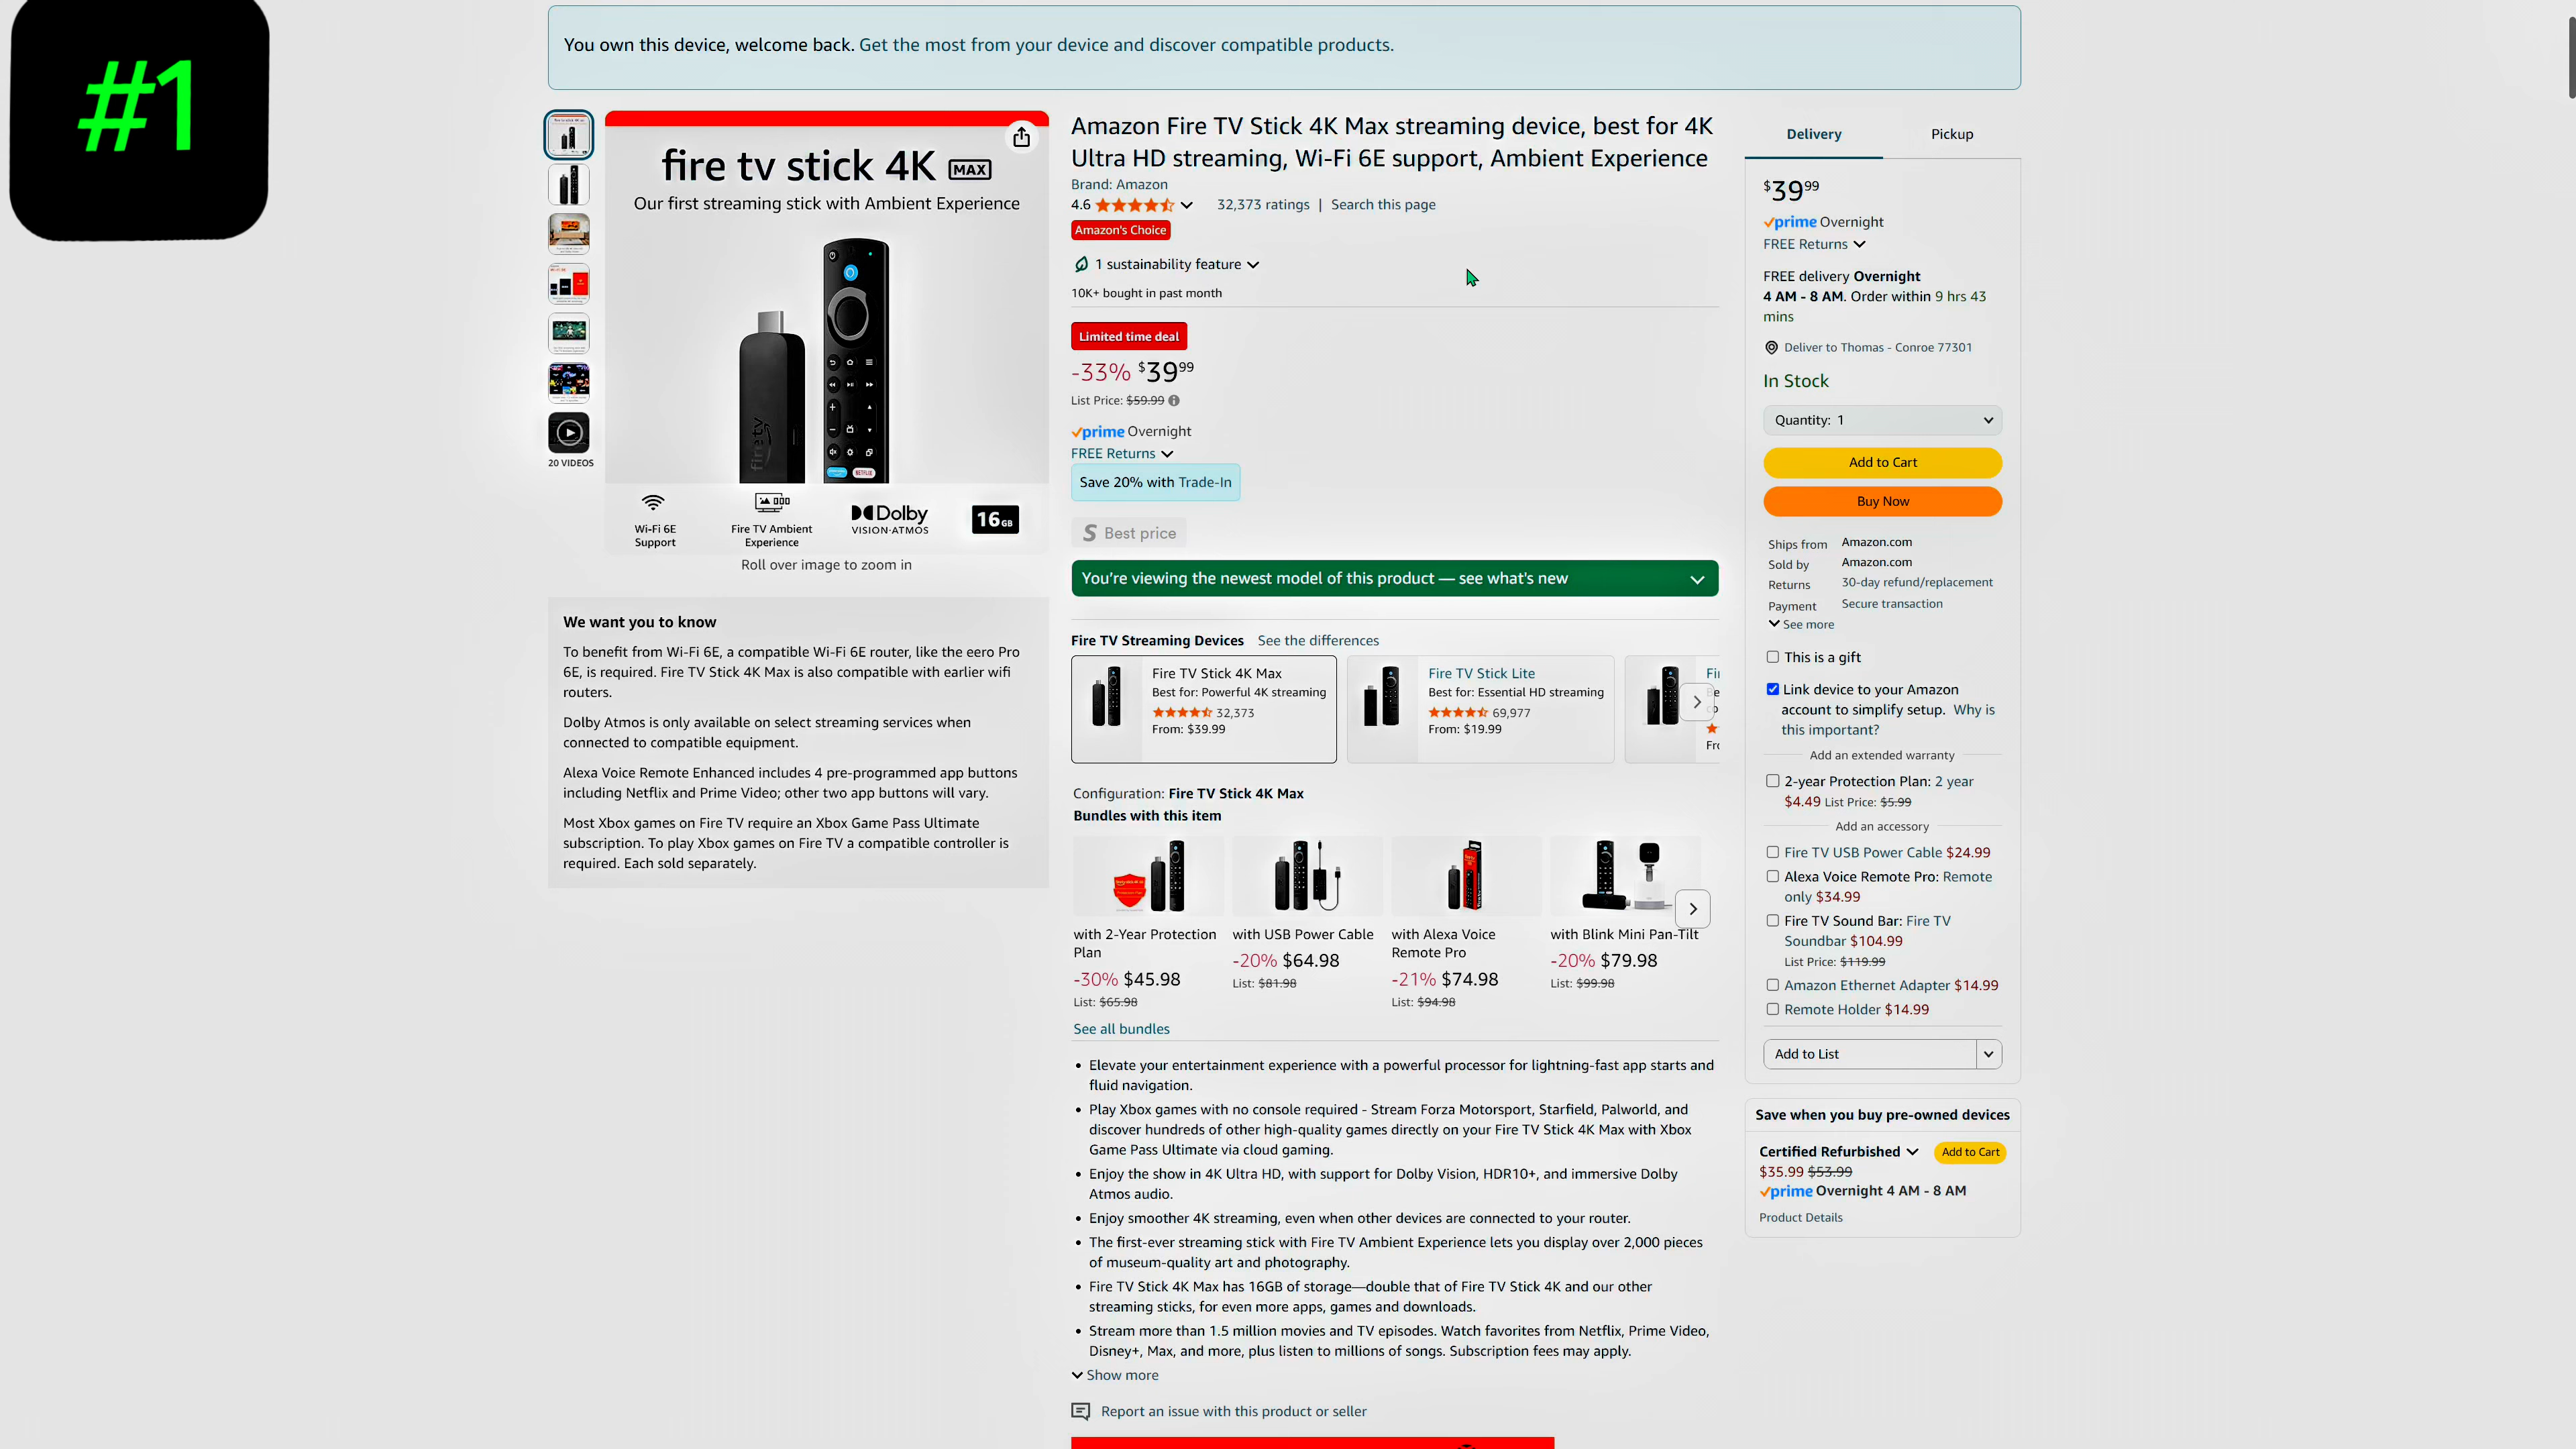 #1
You own this device, welcome back. Get the most from your device and discover compatible products.
fire tv stick 4K MAX
Our first streaming stick with Ambient Experience
firetv
NETFLIX
Wi-Fi 6E
Support
Fire TV Ambient
Experience
Dolby
VISION·ATMOS
16GB
20 VIDEOS
Roll over image to zoom in
We want you to know
To benefit from Wi-Fi 6E, a compatible Wi-Fi 6E router, like the eero Pro
6E, is required. Fire TV Stick 4K Max is also compatible with earlier wifi
routers.
Dolby Atmos is only available on select streaming services when
connected to compatible equipment.
Alexa Voice Remote Enhanced includes 4 pre-programmed app buttons
including Netflix and Prime Video; other two app buttons will vary.
Most Xbox games on Fire TV require an Xbox Game Pass Ultimate
subscription. To play Xbox games on Fire TV a compatible controller is
required. Each sold separately.
Amazon Fire TV Stick 4K Max streaming device, best for 4K
Ultra HD streaming, Wi-Fi 6E support, Ambient Experience
Brand: Amazon
4.6 32,373 ratings | Search this page
Amazon's Choice
1 sustainability feature
10K+ bought in past month
Limited time deal
-33% $39.99
List Price: $59.99
prime Overnight
FREE Returns
Save 20% with Trade-In
S Best price
You're viewing the newest model of this product — see what's new
Fire TV Streaming Devices See the differences
Fire TV Stick 4K Max
Best for: Powerful 4K streaming
32,373
From: $39.99
Fire TV Stick Lite
Best for: Essential HD streaming
69,977
From: $19.99
Configuration: Fire TV Stick 4K Max
Bundles with this item
with 2-Year Protection
Plan
-30% $45.98
List: $65.98
with USB Power Cable
-20% $64.98
List: $81.98
with Alexa Voice
Remote Pro
-21% $74.98
List: $94.98
with Blink Mini Pan-Tilt
-20% $79.98
List: $99.98
See all bundles
• Elevate your entertainment experience with a powerful processor for lightning-fast app starts and
fluid navigation.
• Play Xbox games with no console required - Stream Forza Motorsport, Starfield, Palworld, and
discover hundreds of other high-quality games directly on your Fire TV Stick 4K Max with Xbox
Game Pass Ultimate via cloud gaming.
• Enjoy the show in 4K Ultra HD, with support for Dolby Vision, HDR10+, and immersive Dolby
Atmos audio.
• Enjoy smoother 4K streaming, even when other devices are connected to your router.
• The first-ever streaming stick with Fire TV Ambient Experience lets you display over 2,000 pieces
of museum-quality art and photography.
• Fire TV Stick 4K Max has 16GB of storage—double that of Fire TV Stick 4K and our other
streaming sticks, for even more apps, games and downloads.
• Stream more than 1.5 million movies and TV episodes. Watch favorites from Netflix, Prime Video,
Disney+, Max, and more, plus listen to millions of songs. Subscription fees may apply.
Show more
Report an issue with this product or seller
Delivery Pickup
$39.99
prime Overnight
FREE Returns
FREE delivery Overnight
4 AM - 8 AM. Order within 9 hrs 43
mins
Deliver to Thomas - Conroe 77301
In Stock
Quantity: 1
Add to Cart
Buy Now
Ships from Amazon.com
Sold by Amazon.com
Returns 30-day refund/replacement
Payment Secure transaction
See more
This is a gift
Link device to your Amazon
account to simplify setup. Why is
this important?
Add an extended warranty
2-year Protection Plan: 2 year
$4.49 List Price: $5.99
Add an accessory
Fire TV USB Power Cable $24.99
Alexa Voice Remote Pro: Remote
only $34.99
Fire TV Sound Bar: Fire TV
Soundbar $104.99
List Price: $119.99
Amazon Ethernet Adapter $14.99
Remote Holder $14.99
Add to List
Save when you buy pre-owned devices
Certified Refurbished
Add to Cart
$35.99 $53.99
prime Overnight 4 AM - 8 AM
Product Details